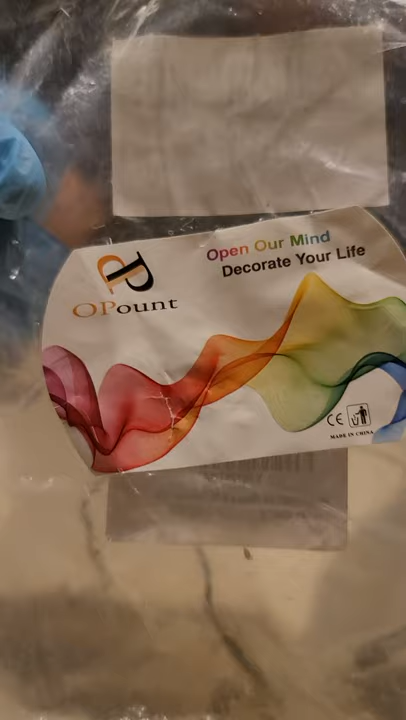 Open Our Mind
Decorate Your Life
OPount
CE
MADE IN CHINA